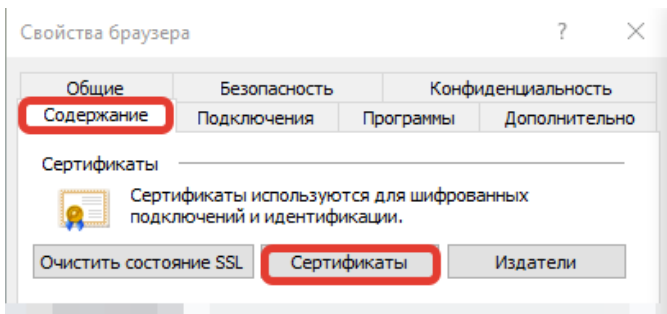 Свойства браузера ?
Общие Безопасность Конфиденциальность
Содержание Подключения Программы Дополнительно
Сертификаты
Сертификаты используются для шифрованных
подключений и идентификации.
Очистить состояние SSL Сертификаты Издатели